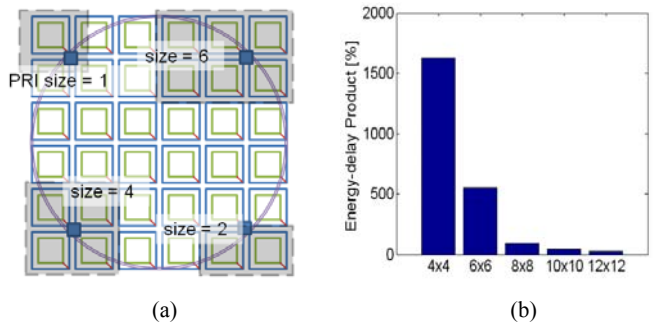 size = 6
PRI size = 1
size = 4
size = 2
(a)
Energy-delay Product [%]
2000
1500
1000
500
0
4x4 6x6 8x8 10x10 12x12
(b)